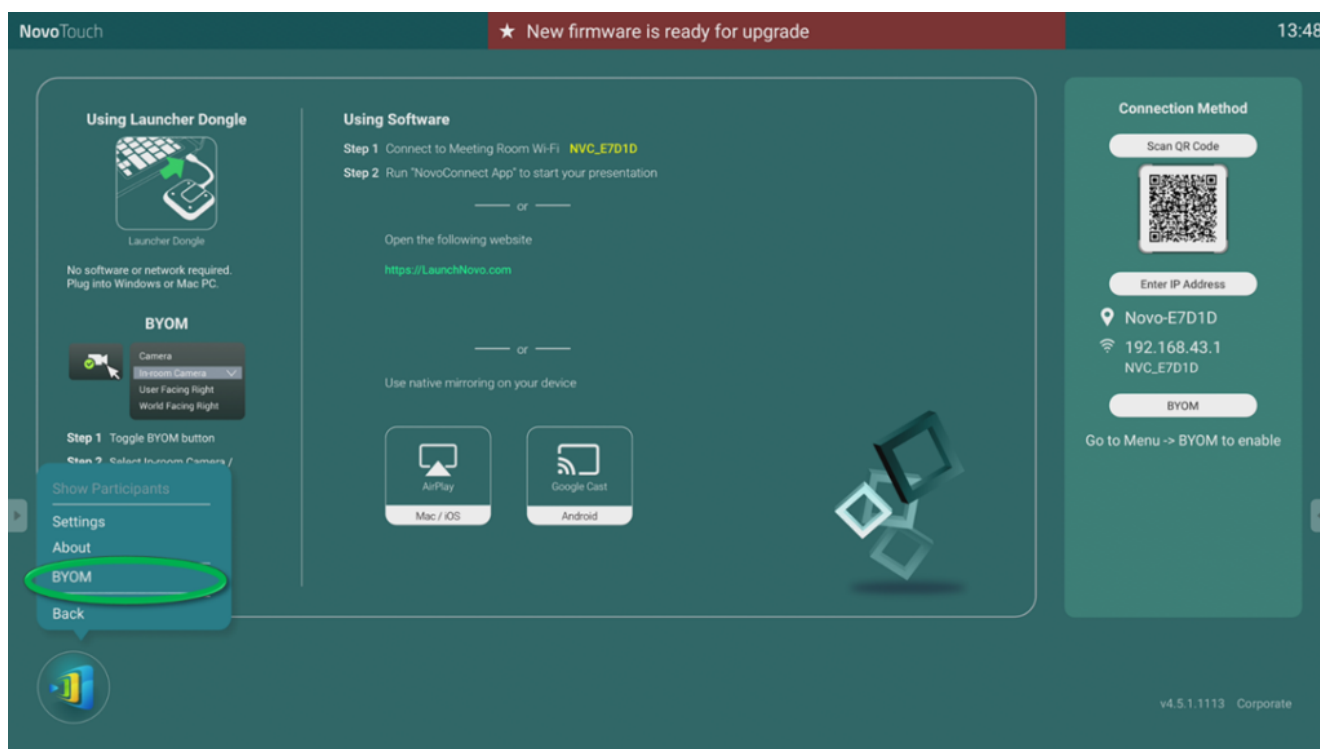 NovoTouch
★ New firmware is ready for upgrade
13:48
Using Launcher Dongle
Launcher Dongle
No software or network required.
Plug into Windows or Mac PC.
BYOM
Camera
In-room Camera
User Facing Right
World Facing Right
Step 1 Toggle BYOM button
Step 2 Select In-room Camera /
Show Participants
Settings
About
BYOM
Back
Using Software
Step 1 Connect to Meeting Room Wi-Fi NVC_E7D1D
Step 2 Run "NovoConnect App" to start your presentation
or
Open the following website
https://LaunchNovo.com
or
Use native mirroring on your device
AirPlay
Mac / iOS
Google Cast
Android
Connection Method
Scan QR Code
Enter IP Address
Novo-E7D1D
192.168.43.1
NVC_E7D1D
BYOM
Go to Menu -> BYOM to enable
v4.5.1.1113 Corporate